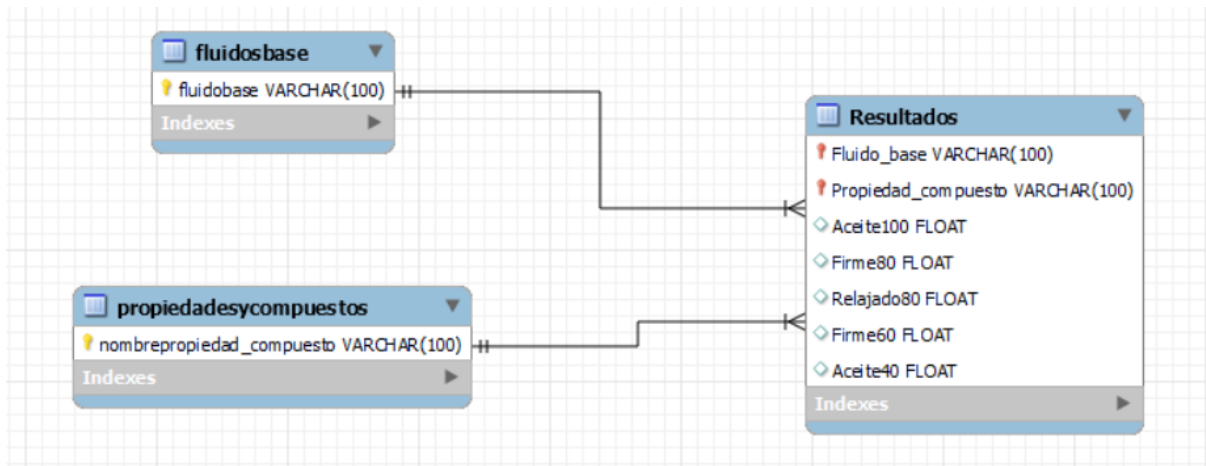 fluidosbase
fluidobase VARCHAR(100)
Indexes
propiedadesycompuestos
nombrepropiedad_compuesto VARCHAR(100)
Indexes
Resultados
Fluido_base VARCHAR(100)
Propiedad_compuesto VARCHAR(100)
Aceite100 FLOAT
Firme80 FLOAT
Relajado80 FLOAT
Firme60 FLOAT
Aceite40 FLOAT
Indexes